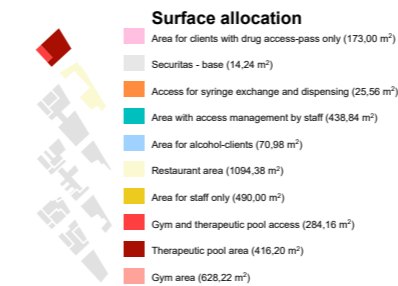 Surface allocation
Area for clients with drug access-pass only (173,00 m²)
Securitas - base (14,24 m²)
Access for syringe exchange and dispensing (25,56 m²)
Area with access management by staff (438,84 m²)
Area for alcohol-clients (70,98 m²)
Restaurant area (1094,38 m²)
Area for staff only (490,00 m²)
Gym and therapeutic pool access (284,16 m²)
Therapeutic pool area (416,20 m²)
Gym area (628,22 m²)